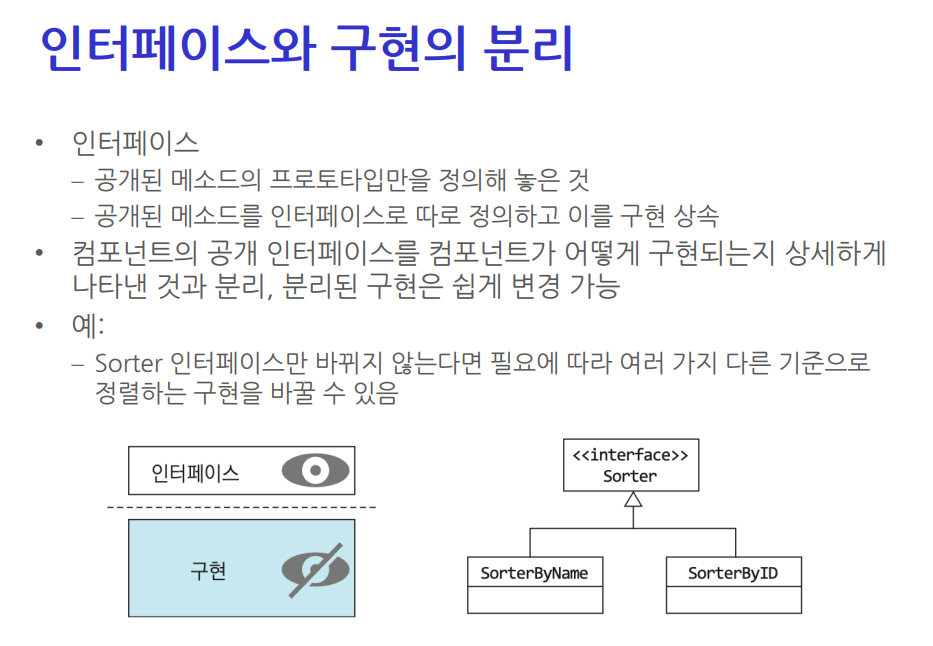 인터페이스와 구현의 분리
• 인터페이스
– 공개된 메소드의 프로토타입만을 정의해 놓은 것
– 공개된 메소드를 인터페이스로 따로 정의하고 이를 구현 상속
• 컴포넌트의 공개 인터페이스를 컴포넌트가 어떻게 구현되는지 상세하게
나타낸 것과 분리, 분리된 구현은 쉽게 변경 가능
• 예:
– Sorter 인터페이스만 바뀌지 않는다면 필요에 따라 여러 가지 다른 기준으로
정렬하는 구현을 바꿀 수 있음
인터페이스
구현
<<interface>>
Sorter
SorterByName
SorterByID